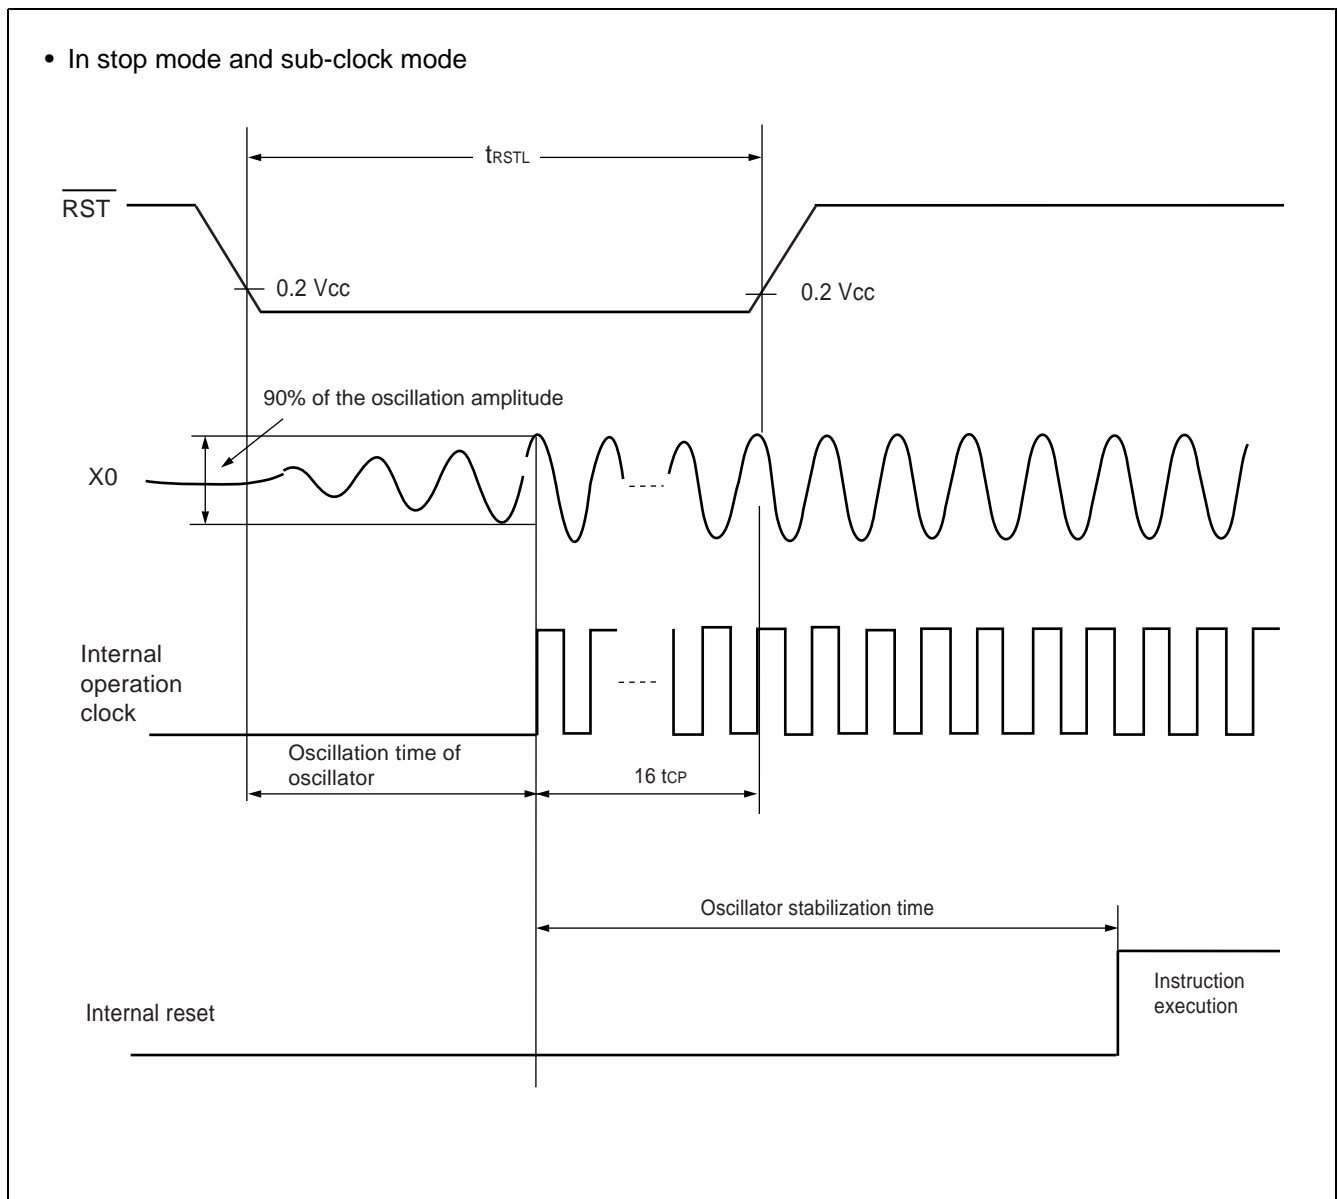 • In stop mode and sub-clock mode
tRSTL
RST
0.2 Vcc
0.2 Vcc
90% of the oscillation amplitude
X0
Internal
operation
clock
Oscillation time of
oscillator
16 tCP
Oscillator stabilization time
Instruction
execution
Internal reset